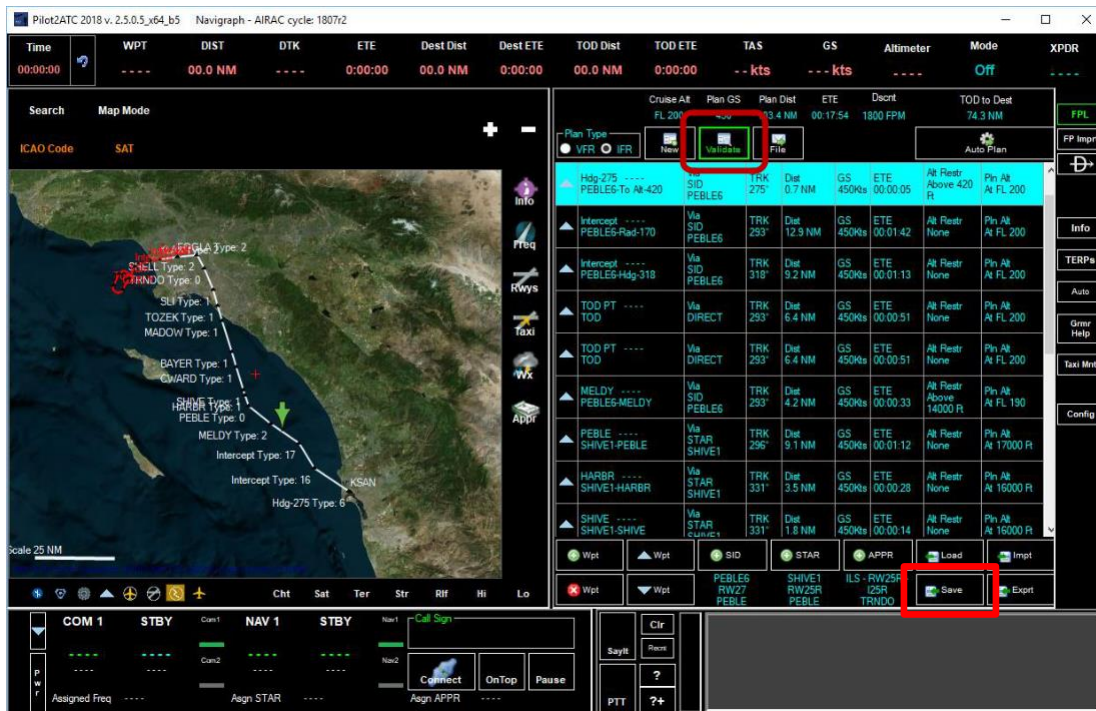 Pilot2ATC 2018 v. 2.5.0.5_x64_b5 Navigraph - AIRAC cycle: 1807r2
Time WPT DIST DTK ETE Dest Dist Dest ETE TOD Dist TOD ETE TAS GS Altimeter Mode XPDR
00:00:00 ---- 00.0 NM ---- 0:00:00 00.0 NM 0:00:00 00.0 NM 0:00:00 -- kts --- kts ---- Off ----
Search Map Mode
ICAO Code SAT
Cruise Alt Plan GS Plan Dist ETE Dscnt TOD to Dest
FL 200 450 4 NM 00:17:54 1800 FPM 74.3 NM
Plan Type
VFR IFR
New Validate File Auto Plan
FPL
FP Impr
D
Info
TERPs
Auto
Grmr Help
Taxi Mnt
Config
Info
Freq
Rwys
Taxi
Wx
Appr
SHELL Type: 2
TRNDO Type: 0
SLI Type: 1
TOZEK Type: 1
MADOW Type: 1
BAYER Type: 1
CWARD Type: 1
SHIVE Type: 1
HARBR Type: 1
PEBLE Type: 0
MELDY Type: 2
Intercept Type: 17
Intercept Type: 16
KSAN
Hdg-275 Type: 6
Scale 25 NM
Hdg-275 ---- Via TRK Dist GS ETE Alt Restr Pln Alt
PEBLE6-To Alt-420 SID PEBLE6 275° 0.7 NM 450Kts 00:00:05 Above 420 Ft At FL 200
Intercept ---- Via TRK Dist GS ETE Alt Restr Pln Alt
PEBLE6-Rad-170 SID PEBLE6 293° 12.9 NM 450Kts 00:01:42 None At FL 200
Intercept ---- Via TRK Dist GS ETE Alt Restr Pln Alt
PEBLE6-Hdg-318 SID PEBLE6 318° 9.2 NM 450Kts 00:01:13 None At FL 200
TOD PT ---- Via TRK Dist GS ETE Alt Restr Pln Alt
TOD DIRECT 293° 6.4 NM 450Kts 00:00:51 None At FL 200
TOD PT ---- Via TRK Dist GS ETE Alt Restr Pln Alt
TOD DIRECT 293° 6.4 NM 450Kts 00:00:51 None At FL 200
MELDY ---- Via TRK Dist GS ETE Alt Restr Pln Alt
PEBLE6-MELDY SID PEBLE6 293° 4.2 NM 450Kts 00:00:33 Above 14000 Ft At FL 190
PEBLE ---- Via TRK Dist GS ETE Alt Restr Pln Alt
SHIVE1-PEBLE STAR SHIVE1 296° 9.1 NM 450Kts 00:01:12 None At 17000 Ft
HARBR ---- Via TRK Dist GS ETE Alt Restr Pln Alt
SHIVE1-HARBR STAR SHIVE1 331° 3.5 NM 450Kts 00:00:28 None At 16000 Ft
SHIVE ---- Via TRK Dist GS ETE Alt Restr Pln Alt
SHIVE1-SHIVE STAR SHIVE1 331° 1.8 NM 450Kts 00:00:14 None At 16000 Ft
Wpt Wpt SID STAR APPR Load Impt
Wpt Wpt PEBLE6 SHIVE1 ILS - RW25R Save Exprt
RW27 RW25R I25R
PEBLE PEBLE TRNDO
Cht Sat Ter Str Rlf Hi Lo
COM 1 STBY Com1 NAV 1 STBY Nav1 Call Sign
---- ---- ---- ----
---- ---- Com2 ---- ---- Nav2
Pwr
Connect OnTop Pause
Assigned Freq ---- Asgn STAR ---- Asgn APPR ----
SayIt Clr
Recnt
?
PTT ?+